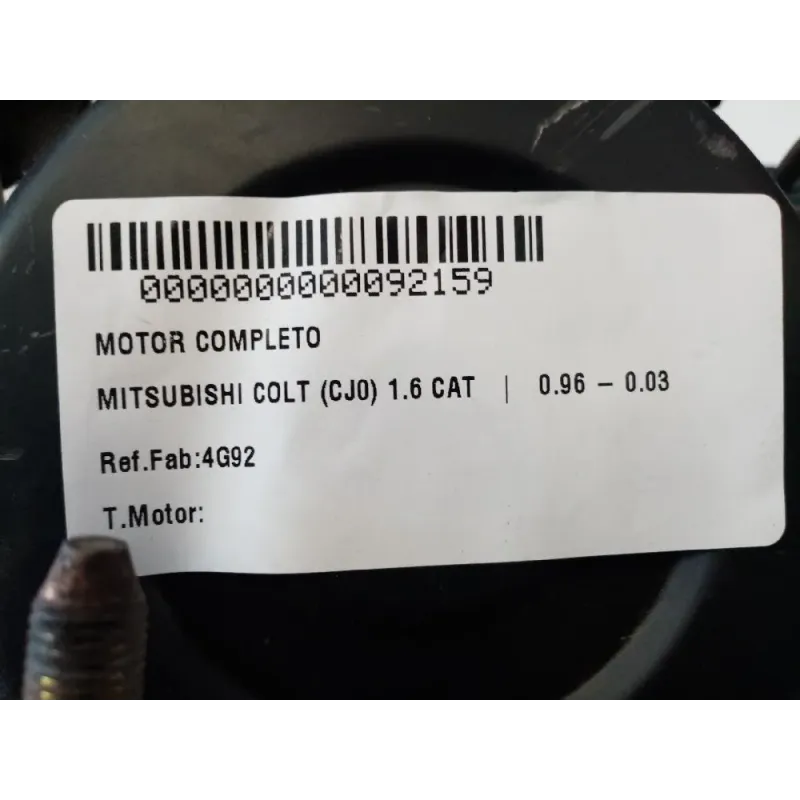 0000000000092159
MOTOR COMPLETO
MITSUBISHI COLT (CJ0) 1.6 CAT | 0.96 – 0.03
Ref.Fab:4G92
T.Motor: